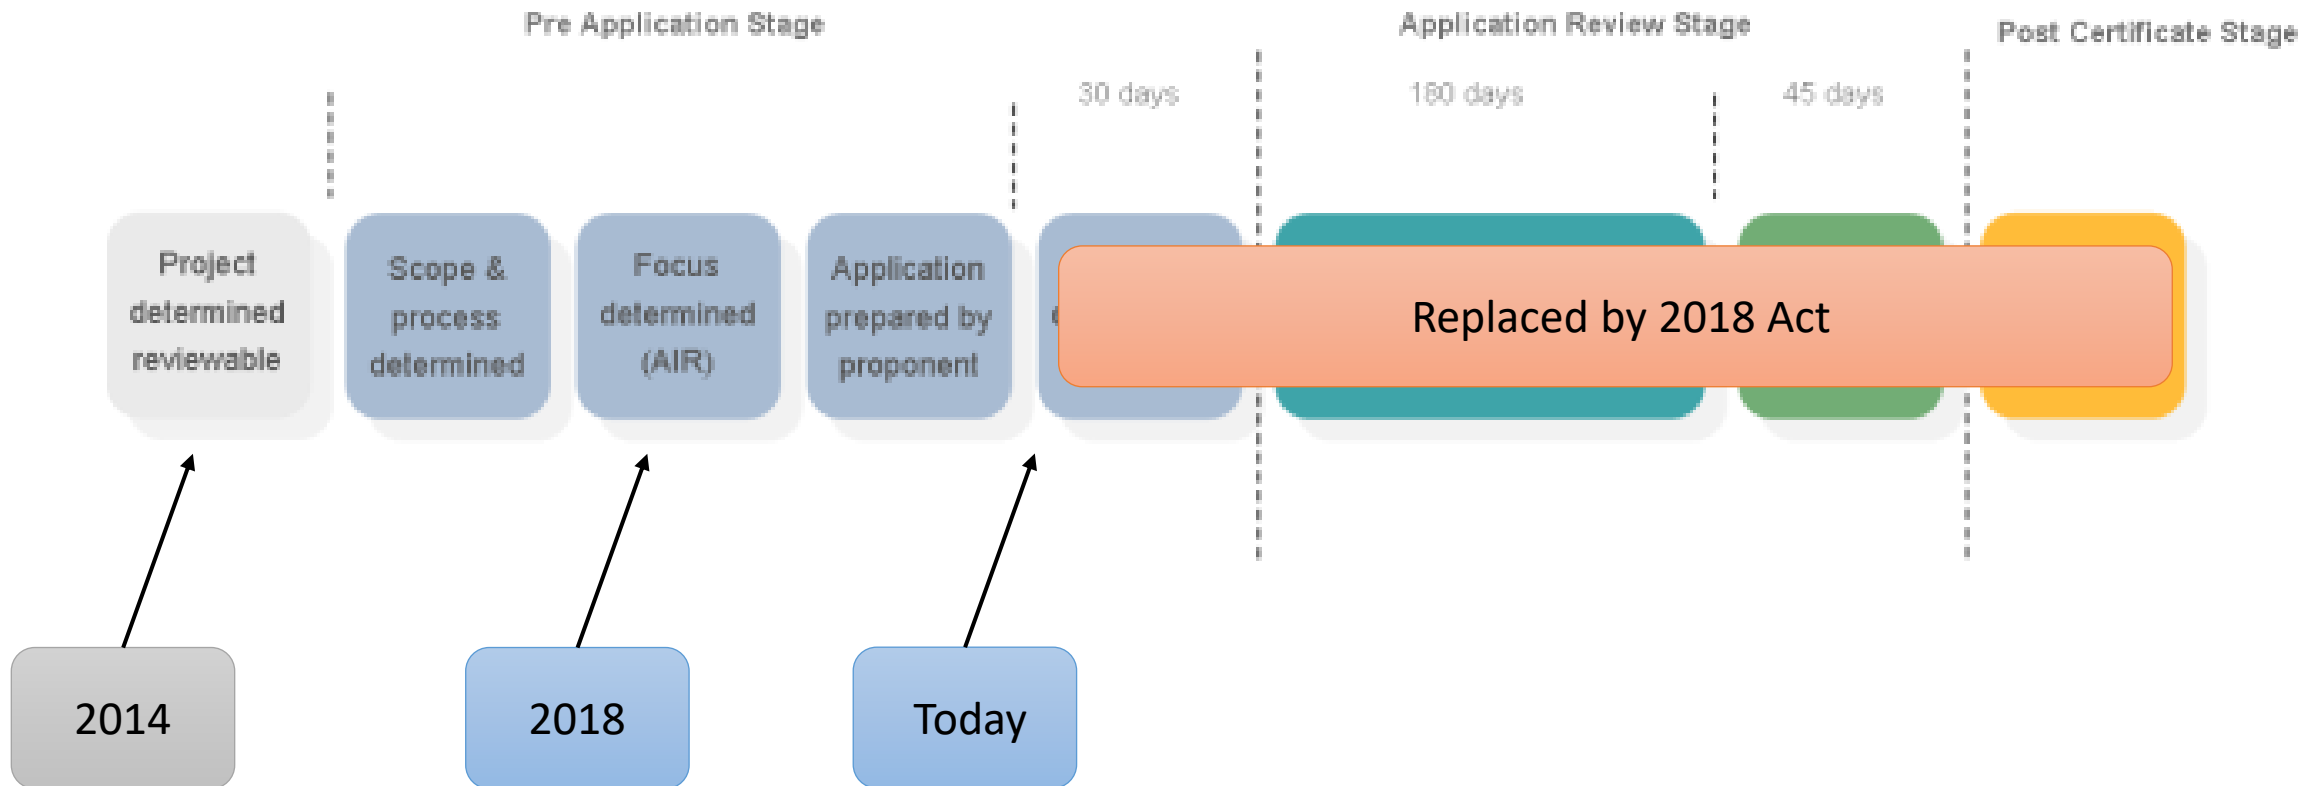 Pre Application Stage
Application Review Stage
Post Certificate Stage
30 days
180 days
45 days
Project
determined
reviewable
Scope &
process
determined
Focus
determined
(AIR)
Application
prepared by
proponent
Replaced by 2018 Act
2014
2018
Today